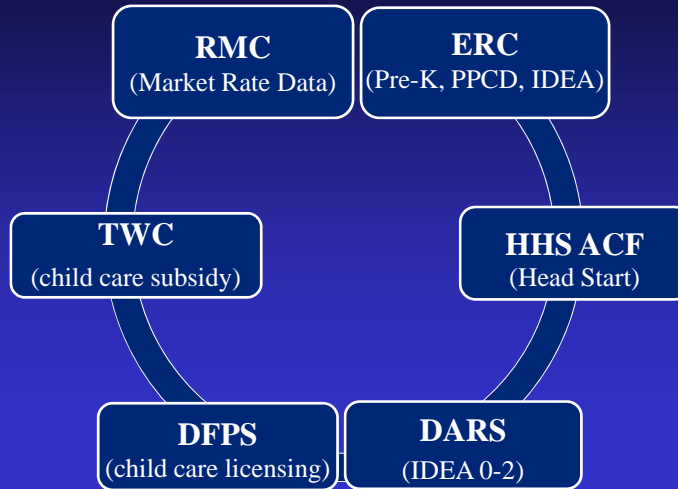 RMC
(Market Rate Data)
ERC
(Pre-K, PPCD, IDEA)
TWC
(child care subsidy)
HHS ACF
(Head Start)
DFPS
(child care licensing)
DARS
(IDEA 0-2)